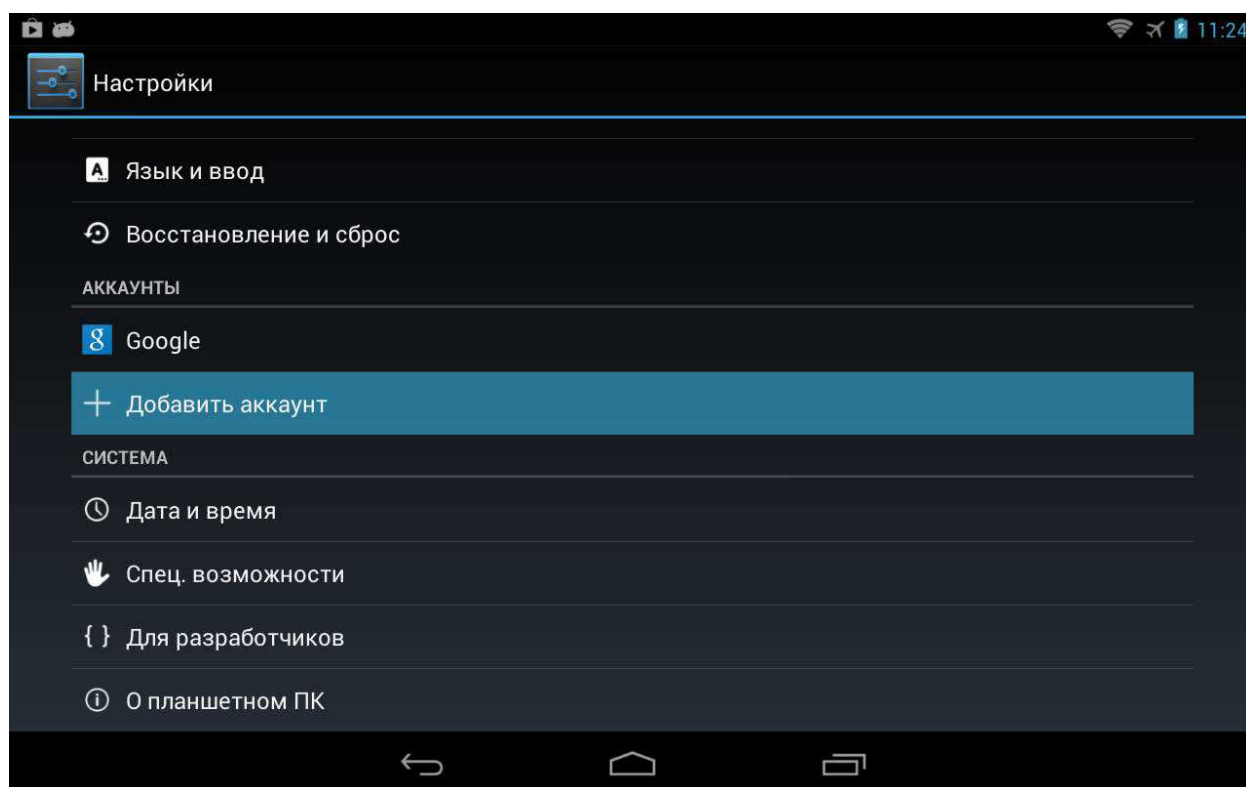 11:24
Настройки
Язык и ввод
Восстановление и сброс
АККАУНТЫ
Google
Добавить аккаунт
СИСТЕМА
Дата и время
Спец. возможности
{ } Для разработчиков
О планшетном ПК